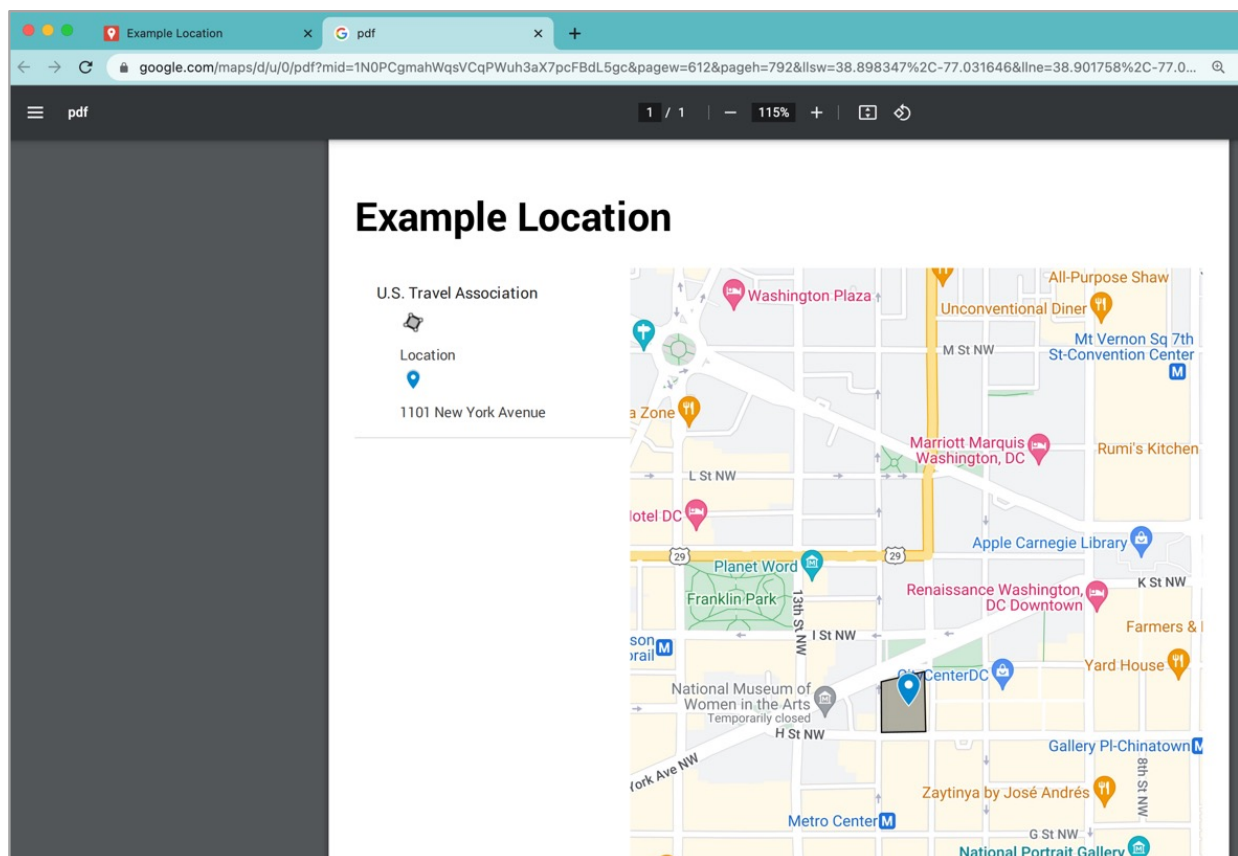 Example Location
pdf
google.com/maps/d/u/0/pdf?mid=1N0PCgmahWqsVCqPWuh3aX7pcFBdL5gc&pagew=612&pageh=792&llsw=38.898347%2C-77.031646&llne=38.901758%2C-77.0...
pdf
1 / 1
115%
Example Location
U.S. Travel Association
Location
1101 New York Avenue
All-Purpose Shaw
Washington Plaza
Unconventional Diner
Mt Vernon Sq 7th
St-Convention Center
M
M St NW
a Zone
Marriott Marquis
Washington, DC
Rumi's Kitchen
L St NW
Hotel DC
Apple Carnegie Library
29
29
Planet Word
K St NW
Franklin Park
Renaissance Washington,
DC Downtown
13th St NW
Farmers &
I St NW
son
orail
M
Yard House
CityCenterDC
National Museum of
Women in the Arts
Temporarily closed
H St NW
Gallery Pl-Chinatown
M
York Ave NW
8th St NW
Zaytinya by José Andrés
Metro Center
M
G St NW
National Portrait Gallery